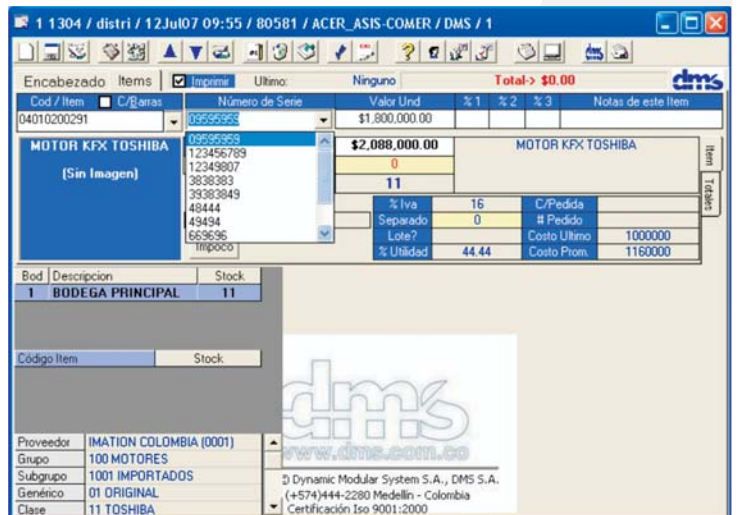 1 1304 / distri / 12Jul07 09:55 / 80581 / ACER_ASIS-COMER / DMS / 1
Encabezado Items Imprimir Ultimo: Ninguno Total-> $0.00 dms
Cod / Item C/Barras Número de Serie Valor Und % 1 % 2 % 3 Notas de este Item
04010200291 09595959 $1,800,000.00
MOTOR KFX TOSHIBA
(Sin Imagen)
09595959
123456789
12349807
3838383
39383849
48444
49494
669696
Impoco
$2,088,000.00 MOTOR KFX TOSHIBA
0
11
Item
Totales
% Iva 16 C/Pedida
Separado 0 # Pedido
Lote? Costo Ultimo 1000000
% Utilidad 44.44 Costo Prom. 1160000
Bod Descripcion Stock
1 BODEGA PRINCIPAL 11
Código Item Stock
dms
www.dms.com.co
Dynamic Modular System S.A., DMS S.A.
(+574)444-2280 Medellin - Colombia
Certificación Iso 9001:2000
Proveedor IMATION COLOMBIA (0001)
Grupo 100 MOTORES
Subgrupo 1001 IMPORTADOS
Genérico 01 ORIGINAL
Clase 11 TOSHIBA